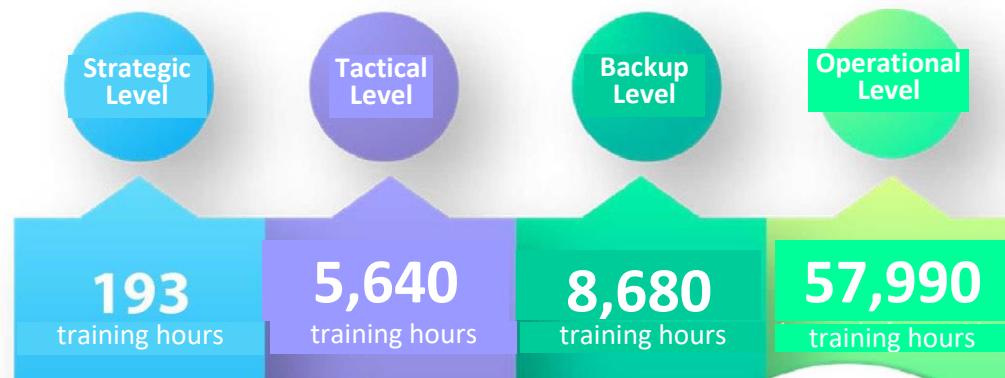 Strategic
Level
Tactical
Level
Backup
Level
Operational
Level
193
training hours
5,640
training hours
8,680
training hours
57,990
training hours